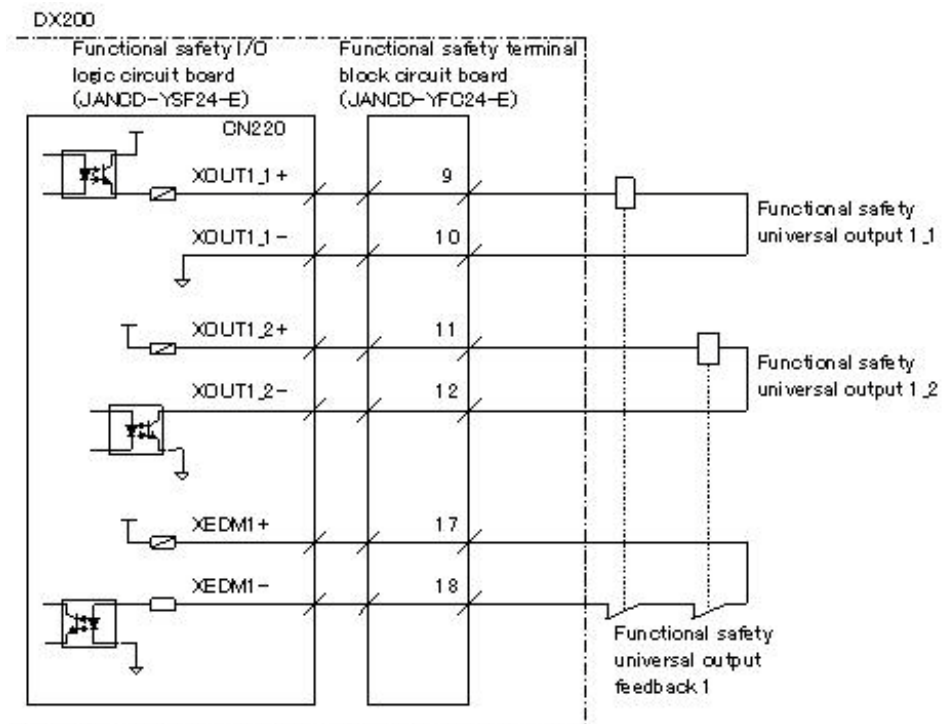 DX200
Functional safety I/O
logic circuit board
(JANCD-YSF24-E)
Functional safety terminal
block circuit board
(JANCD-YFC24-E)
CN220
XOUT1_1+
9
XOUT1_1-
10
Functional safety
universal output 1_1
XOUT1_2+
11
XOUT1_2-
12
Functional safety
universal output 1_2
XEDM1+
17
XEDM1-
18
Functional safety
universal output
feedback 1